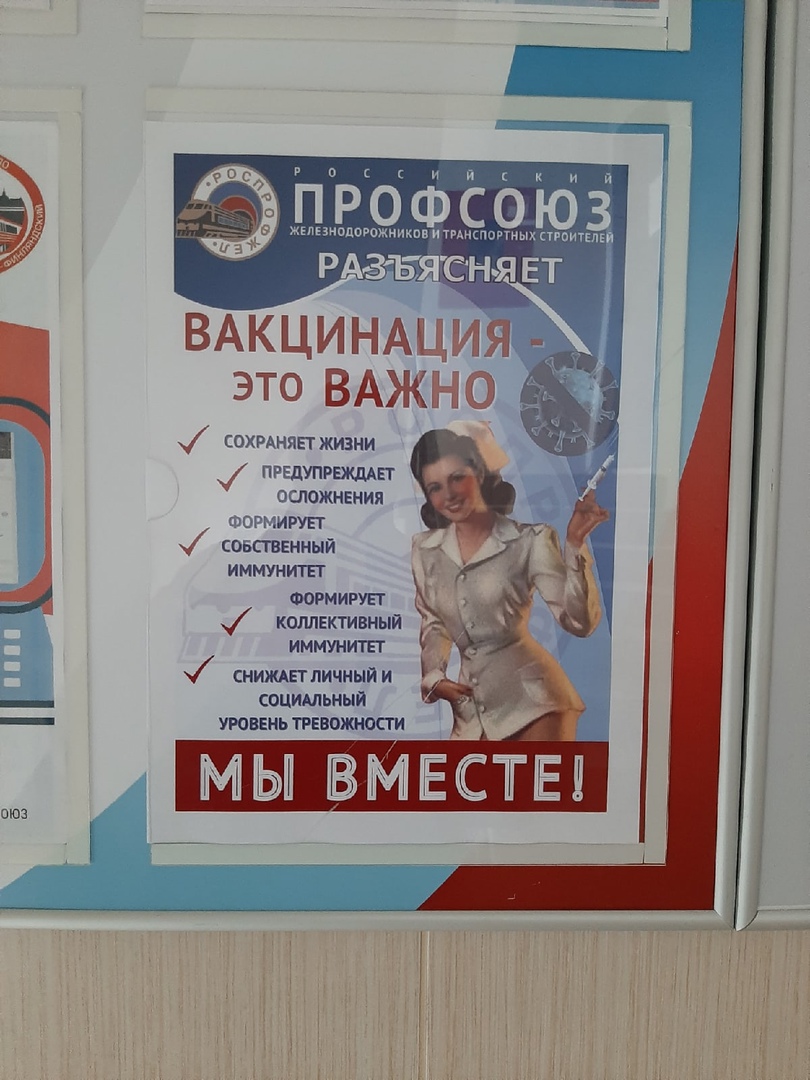 РОСПРОФЖЕЛ
РОССИЙСКИЙ
ПРОФСОЮЗ
ЖЕЛЕЗНОДОРОЖНИКОВ И ТРАНСПОРТНЫХ СТРОИТЕЛЕЙ
РАЗЪЯСНЯЕТ
ВАКЦИНАЦИЯ -
ЭТО ВАЖНО
СОХРАНЯЕТ ЖИЗНИ
ПРЕДУПРЕЖДАЕТ
ОСЛОЖНЕНИЯ
ФОРМИРУЕТ
СОБСТВЕННЫЙ
ИММУНИТЕТ
ФОРМИРУЕТ
КОЛЛЕКТИВНЫЙ
ИММУНИТЕТ
СНИЖАЕТ ЛИЧНЫЙ И
СОЦИАЛЬНЫЙ
УРОВЕНЬ ТРЕВОЖНОСТИ
МЫ ВМЕСТЕ!
ФИНЛЯНДСКИЙ
ОЮЗ